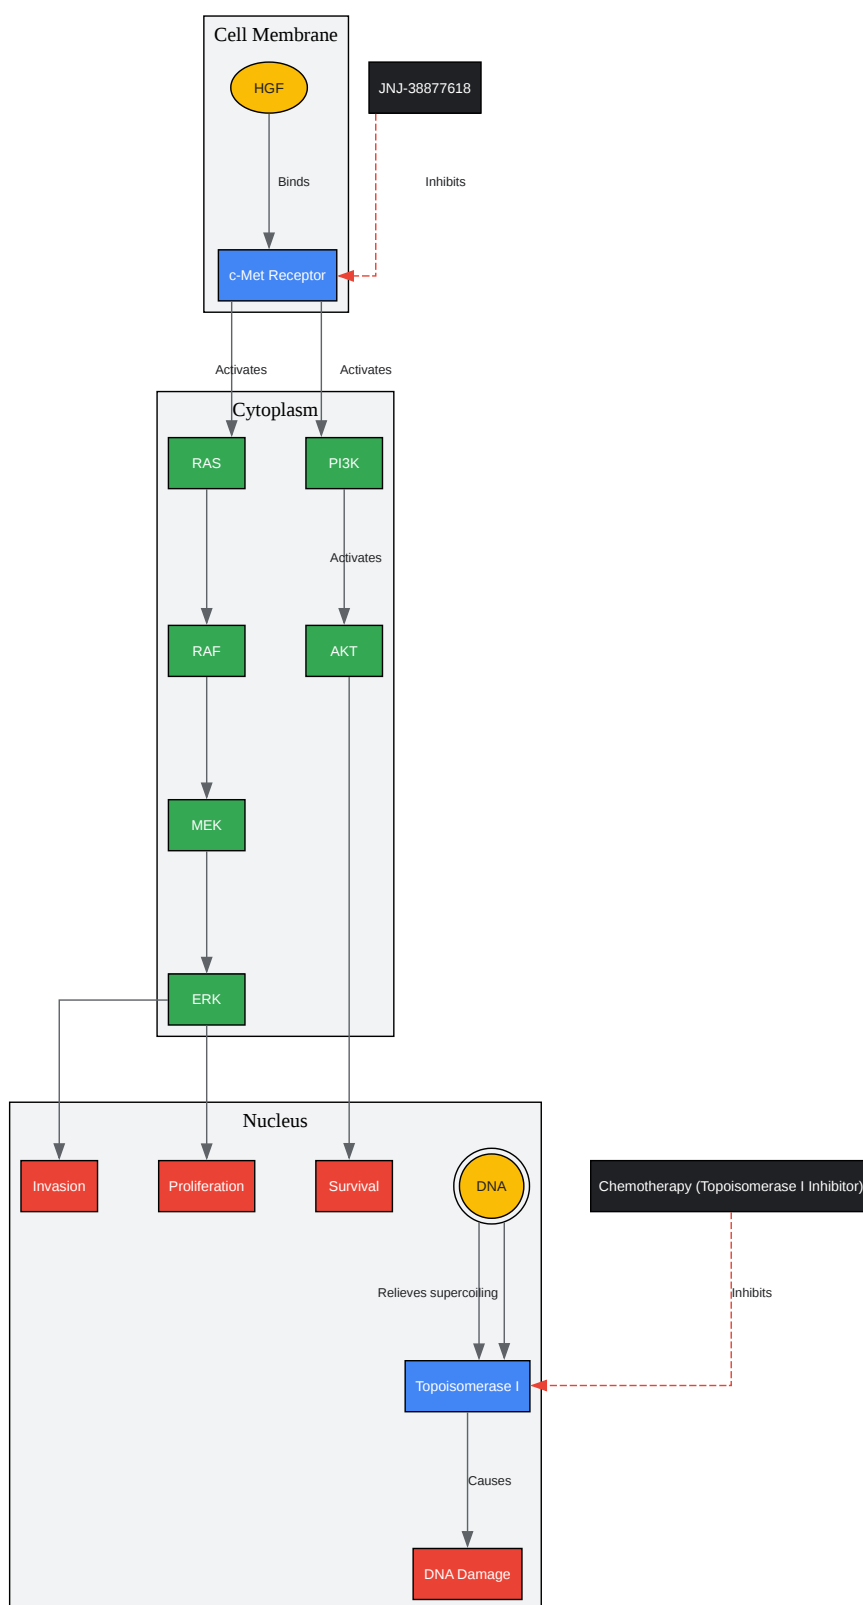 Cell Membrane
HGF
JNJ-38877618
Binds
Inhibits
c-Met Receptor
Activates
Activates
Cytoplasm
RAS
PI3K
Activates
RAF
AKT
MEK
ERK
Nucleus
Invasion
Proliferation
Survival
DNA
Chemotherapy (Topoisomerase I Inhibitor)
Relieves supercoiling
Inhibits
Topoisomerase I
Causes
DNA Damage